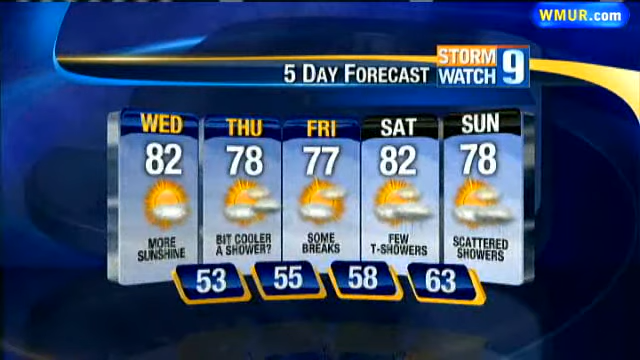 WMUR.com
5 DAY FORECAST
STORM
WATCH 9
WED THU FRI SAT SUN
82 78 77 82 78
MORE SUNSHINE
BIT COOLER A SHOWER?
SOME BREAKS
FEW T-SHOWERS
SCATTERED SHOWERS
53 55 58 63